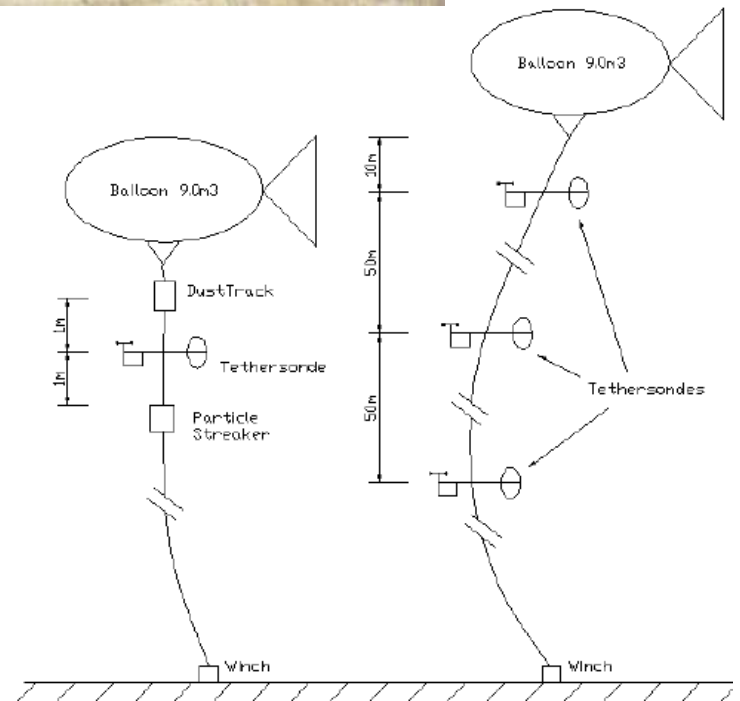 Balloon 9.0m3
DustTrack
1m
1m
Tethersonde
Particle
Streaker
Winch
Balloon 9.0m3
10m
50m
50m
Tethersondes
Winch